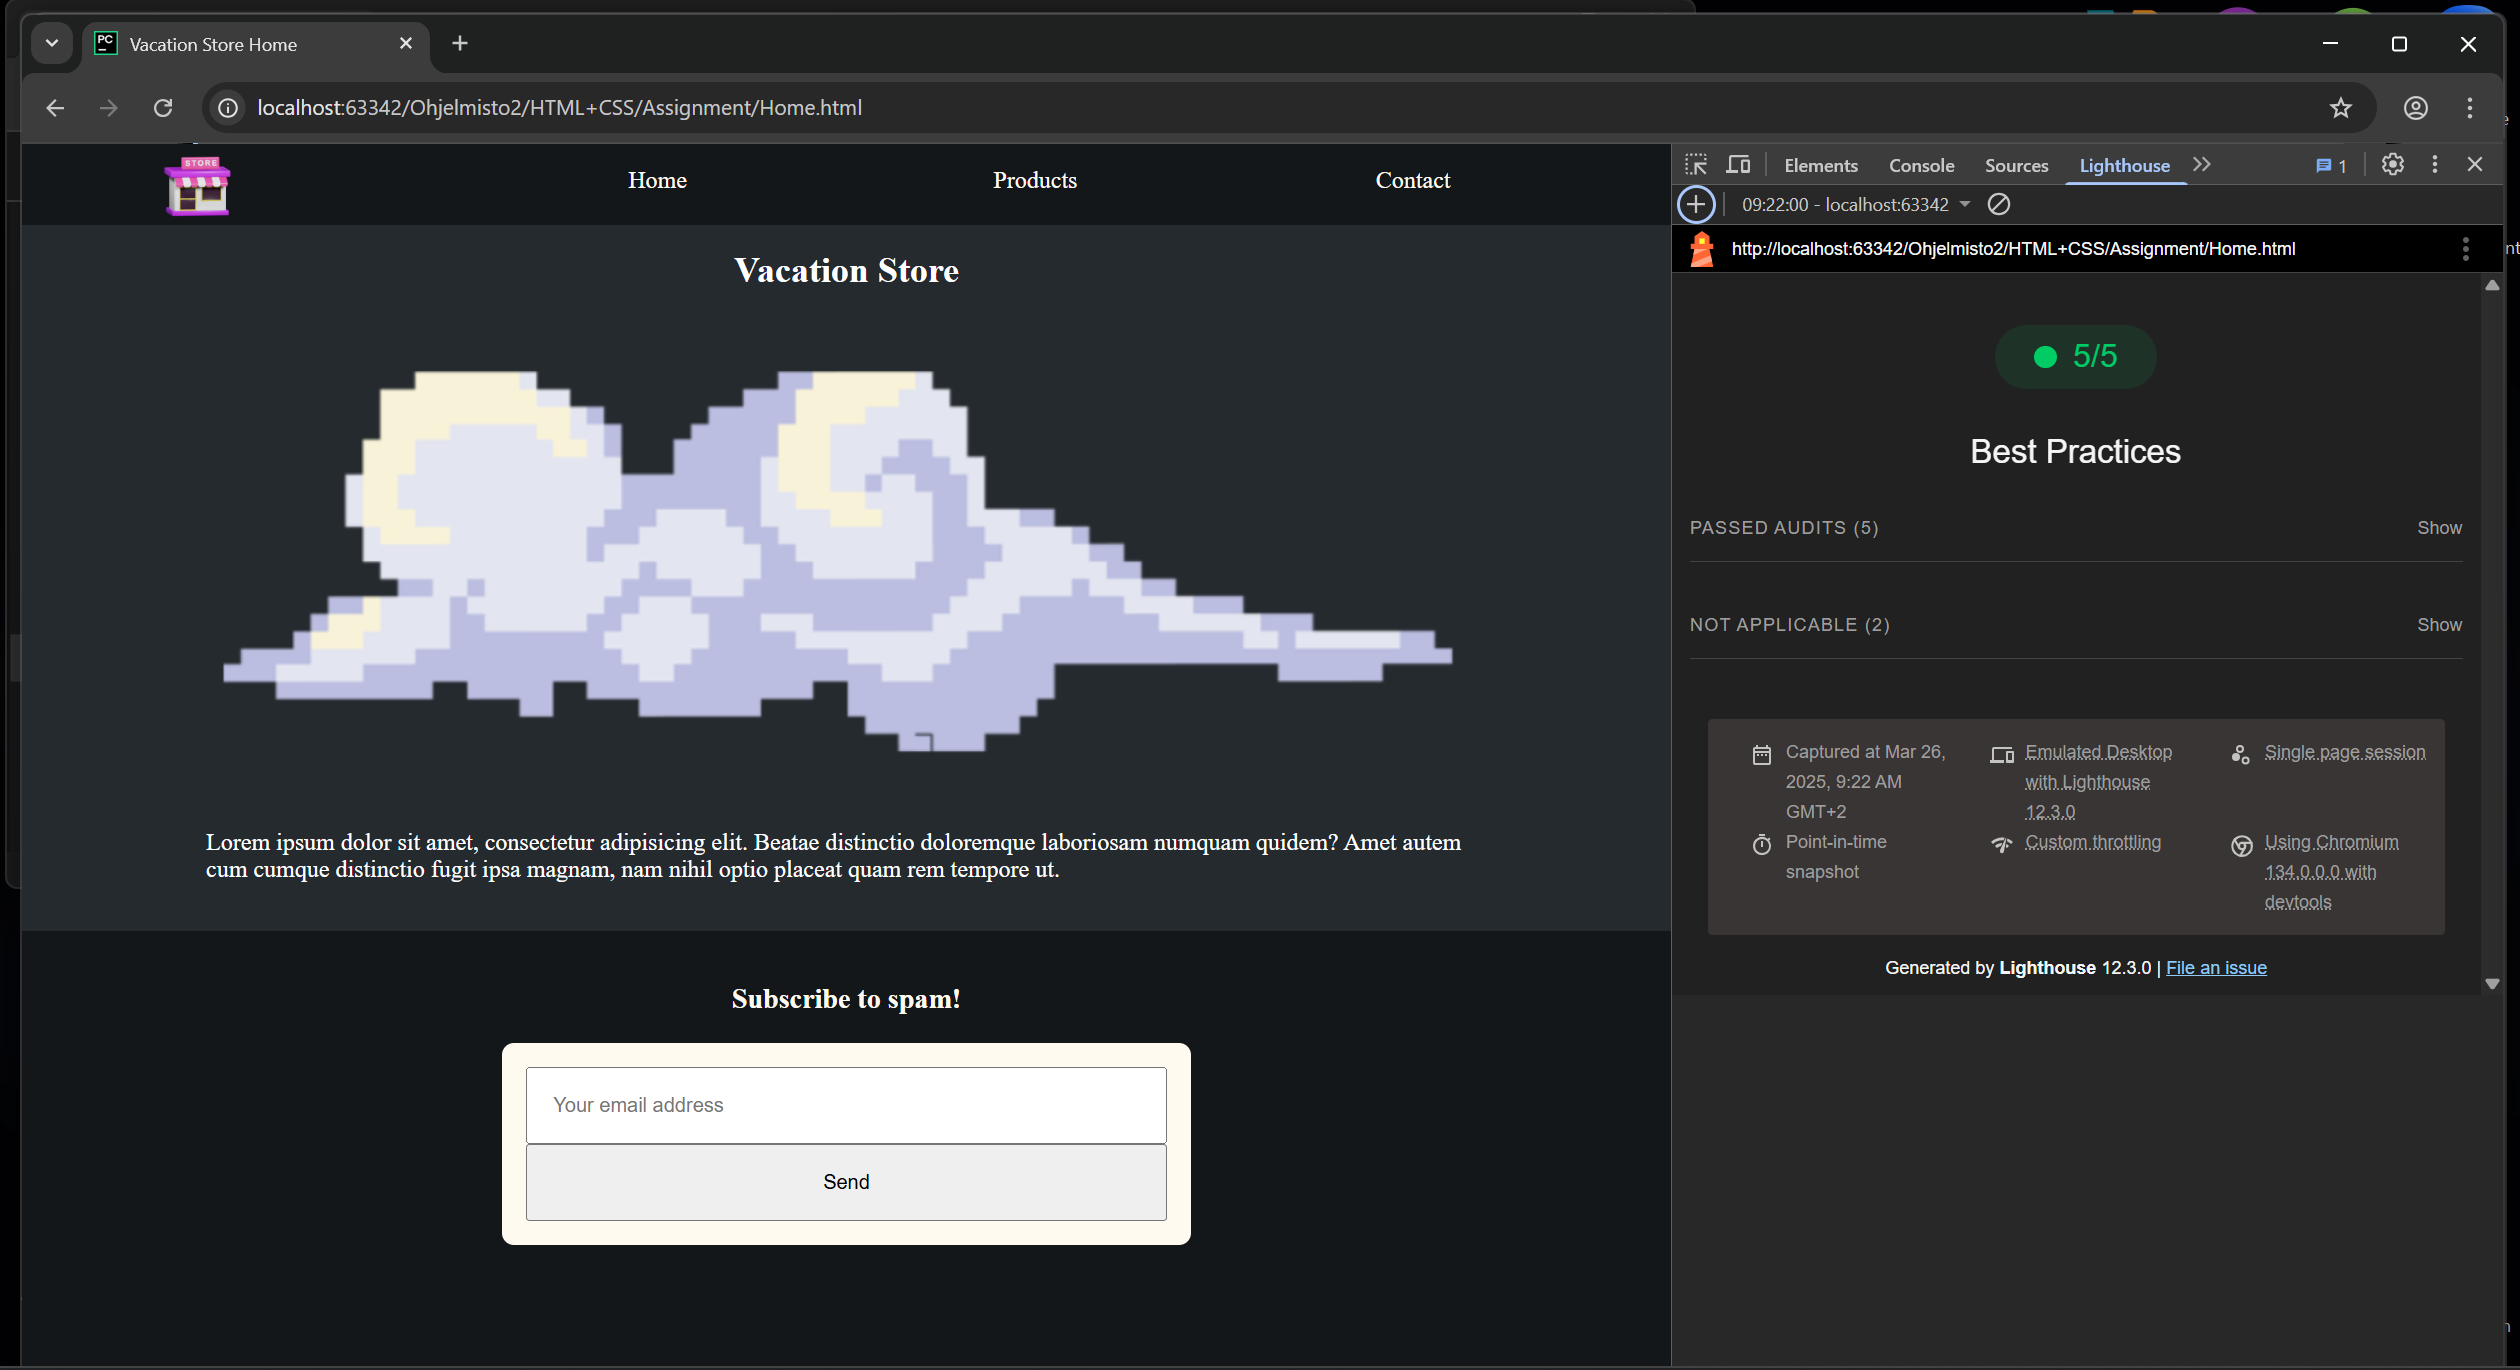 PC
Vacation Store Home
localhost:63342/Ohjelmisto2/HTML+CSS/Assignment/Home.html
STORE
Home
Products
Contact
Vacation Store
Lorem ipsum dolor sit amet, consectetur adipisicing elit. Beatae distinctio doloremque laboriosam numquam quidem? Amet autem
cum cumque distinctio fugit ipsa magnam, nam nihil optio placeat quam rem tempore ut.
Subscribe to spam!
Your email address
Send
Elements
Console
Sources
Lighthouse
1
09:22:00 - localhost:63342
http://localhost:63342/Ohjelmisto2/HTML+CSS/Assignment/Home.html
5/5
Best Practices
PASSED AUDITS (5)
Show
NOT APPLICABLE (2)
Show
Captured at Mar 26,
2025, 9:22 AM
GMT+2
Emulated Desktop
with Lighthouse
12.3.0
Single page session
Point-in-time
snapshot
Custom throttling
Using Chromium
134.0.0.0 with
devtools
Generated by Lighthouse 12.3.0 | File an issue